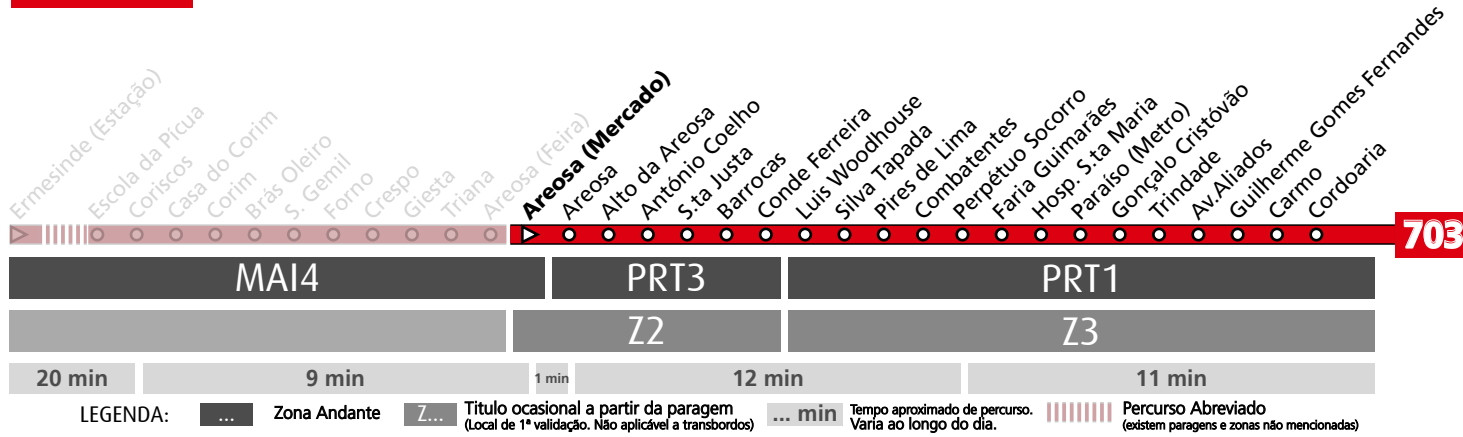 Ermesinde (Estação)
Escola da Picua
Coriscos
Casa do Corim
Corim
Brás Oleiro
S. Gemil
Forno
Crespo
Giesta
Triana
Areosa (Feira)
Areosa (Mercado)
Areosa
Alto da Areosa
António Coelho
S.ta Justa
Barrocas
Conde Ferreira
Luis Woodhouse
Silva Tapada
Pires de Lima
Combatentes
Perpétuo Socorro
Faria Guimarães
Hosp. S.ta Maria
Paraíso (Metro)
Gonçalo Cristóvão
Trindade
Av.Aliados
Guilherme Gomes Fernandes
Carmo
Cordoaria
703
MAI4 PRT3 PRT1
Z2 Z3
20 min 9 min 1 min 12 min 11 min
LEGENDA: ... Zona Andante Z... Titulo ocasional a partir da paragem
(Local de 1ª validação. Não aplicável a transbordos)
... min Tempo aproximado de percurso.
Varia ao longo do dia.
Percurso Abreviado
(existem paragens e zonas não mencionadas)